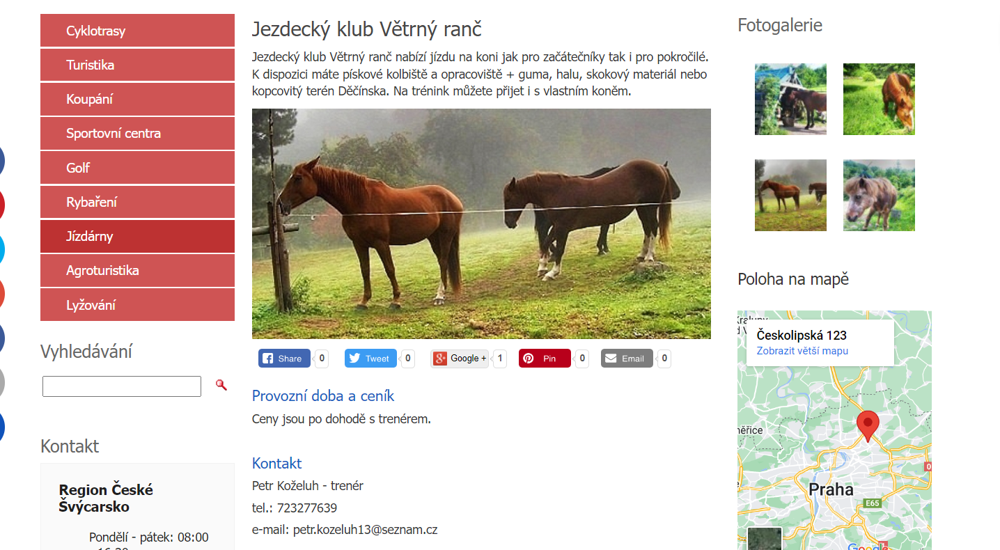 Cyklotrasy
Turistika
Koupání
Sportovní centra
Golf
Rybaření
Jízdárny
Agroturistika
Lyžování
Vyhledávání
Kontakt
Region České
Švýcarsko
Pondělí - pátek: 08:00
Jezdecký klub Větrný ranč
Jezdecký klub Větrný ranč nabízí jízdu na koni jak pro začátečníky tak i pro pokročilé.
K dispozici máte pískové kolbiště a opracoviště + guma, halu, skokový materiál nebo
kopcovitý terén Děčínska. Na trénink můžete přijet i s vlastním koněm.
Share 0 Tweet 0 Google + 1 Pin 0 Email 0
Provozní doba a ceník
Ceny jsou po dohodě s trenérem.
Kontakt
Petr Koželuh - trenér
tel.: 723277639
e-mail: petr.kozeluh13@seznam.cz
Fotogalerie
Poloha na mapě
Českolipská 123
Zobrazit větší mapu
Praha
E65
Google